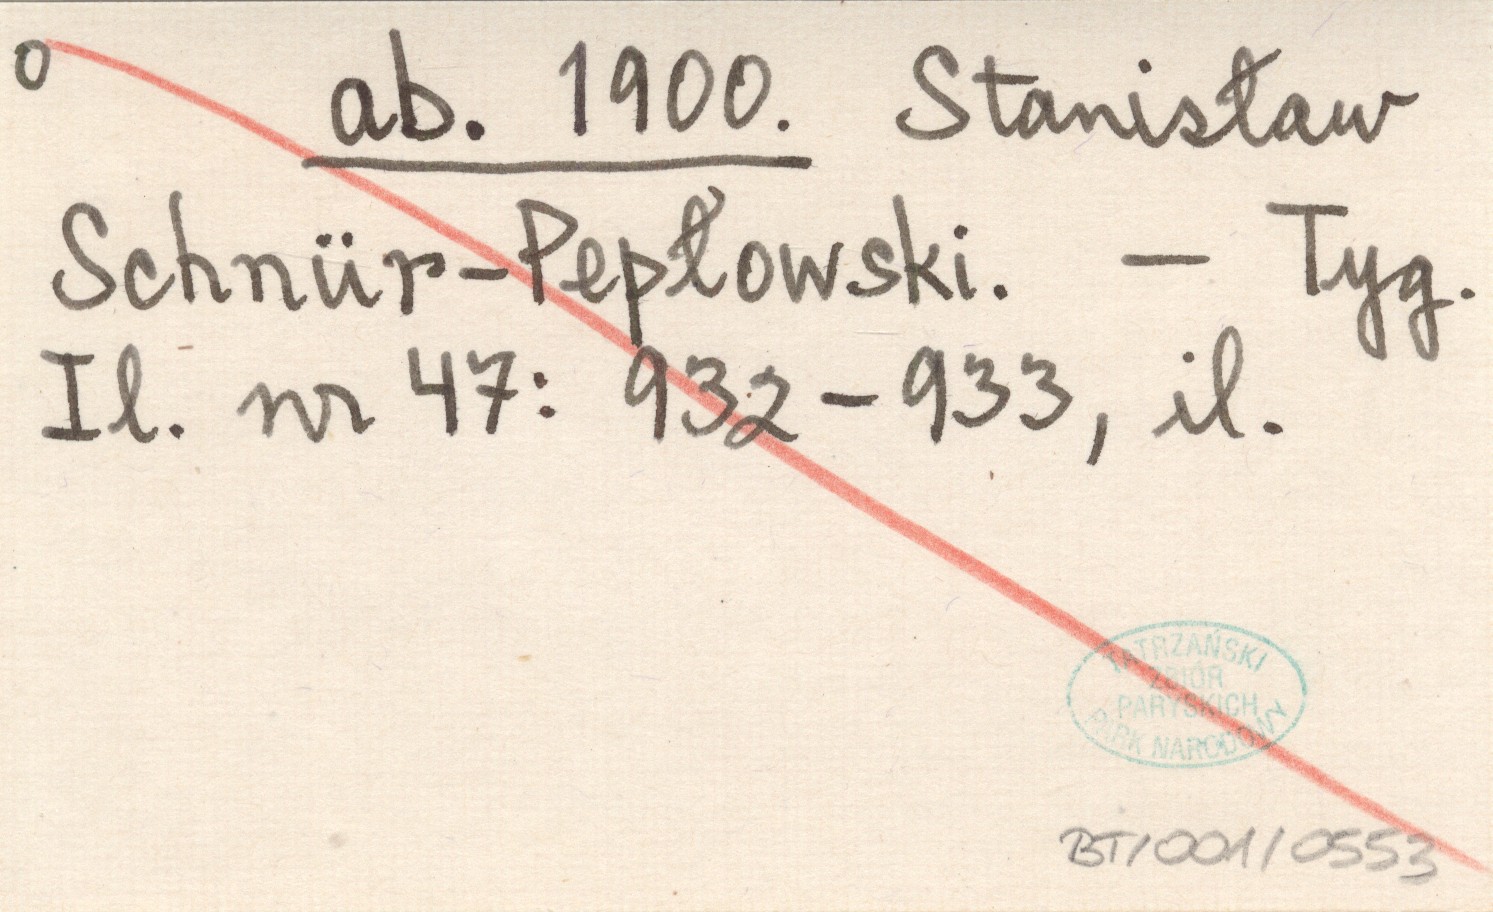 o
ab. 1900. Stanisław
Schnür-Pepłowski. — Tyg.
Il. nr 47: 932-933, il.
TATRZAŃSKI
ZBIÓR
PARYSKICH
PARK NARODOWY
BT/001/0553